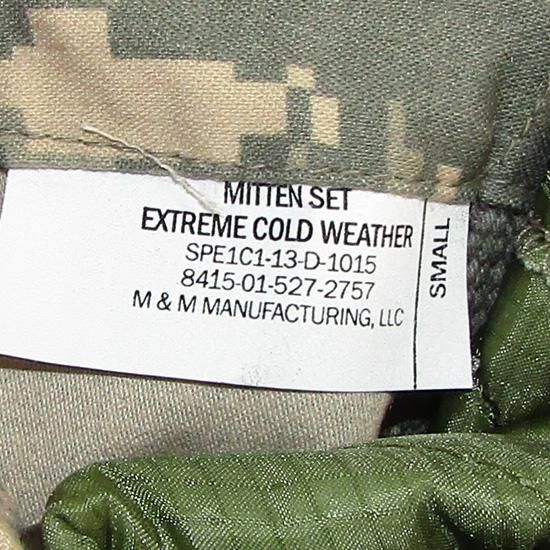 MITTEN SET
EXTREME COLD WEATHER
SPE1C1-13-D-1015
8415-01-527-2757
M & M MANUFACTURING, LLC
SMALL